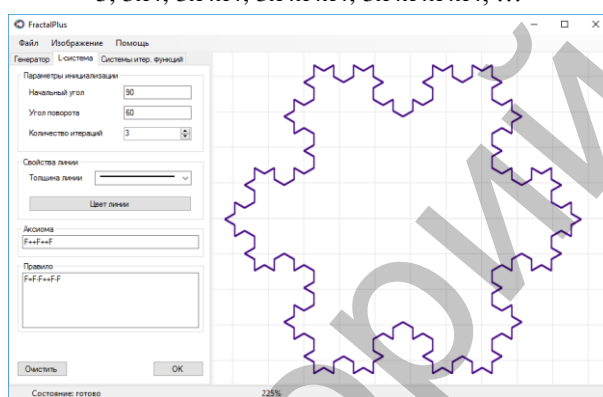 FractalPlus
Файл Изображение Помощь
Генератор L-система Системы итер. функций
Параметры инициализации
Начальный угол 90
Угол поворота 60
Количество итераций 3
Свойства линии
Толщина линии
Цвет линии
Аксиома
F++F++F
Правило
F=F-F++F-F
Очистить OK
Состояние: готово 225%